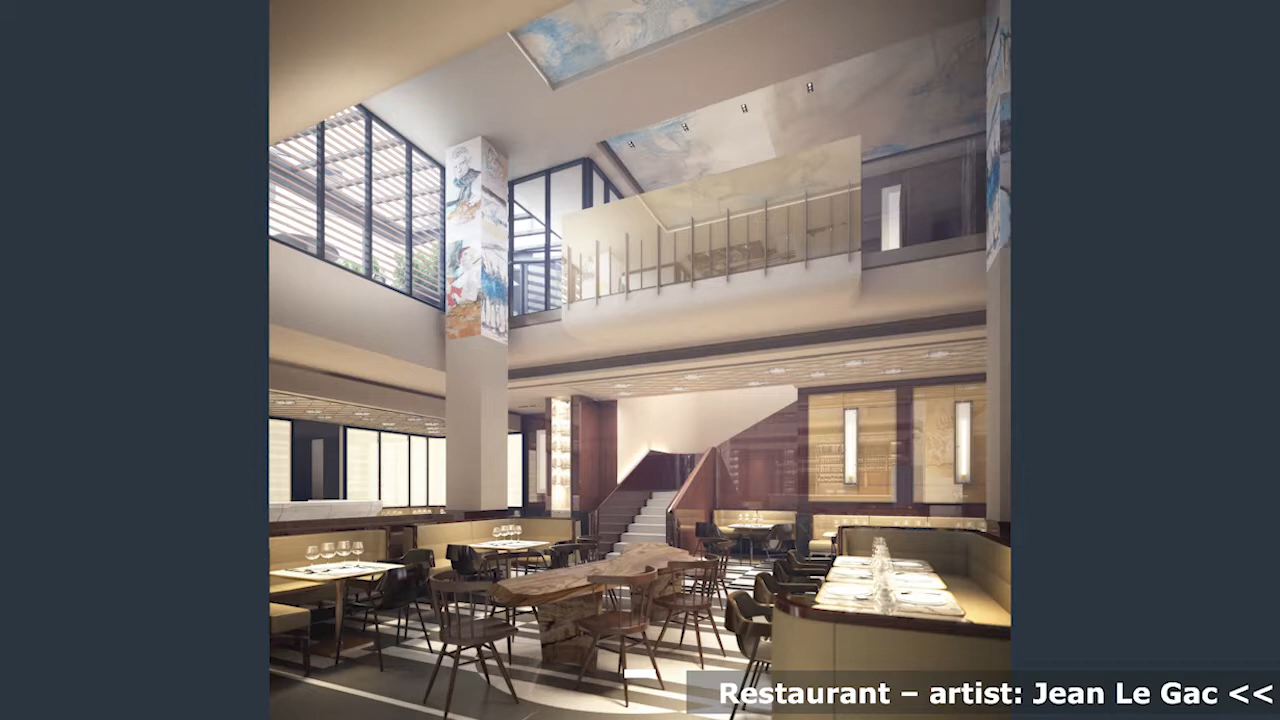 Restaurant – artist: Jean Le Gac <<